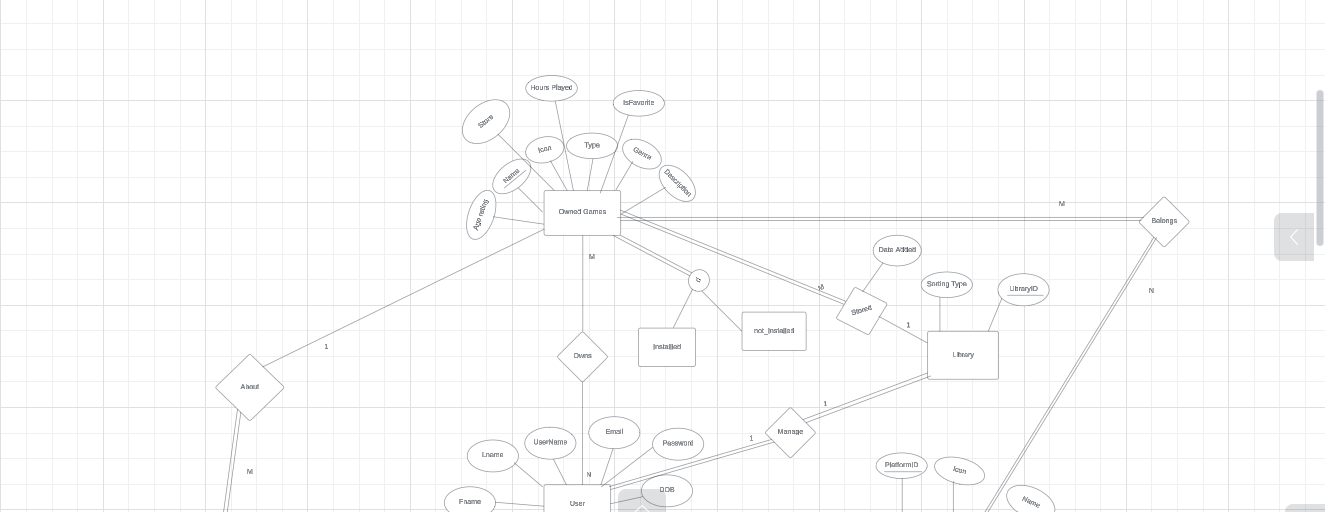 Hours Played
IsFavorite
Store
Icon
Type
Genra
Name
Description
Age rating
Owned Games
M
Belongs
M
Date Added
d
Sorting Type
LibraryID
M
N
Stored
1
not_Installed
Installed
1
Owns
Library
About
1
Manage
1
Email
UserName
Password
Lname
M
PlatformID
Icon
N
DOB
Fname
User
Name